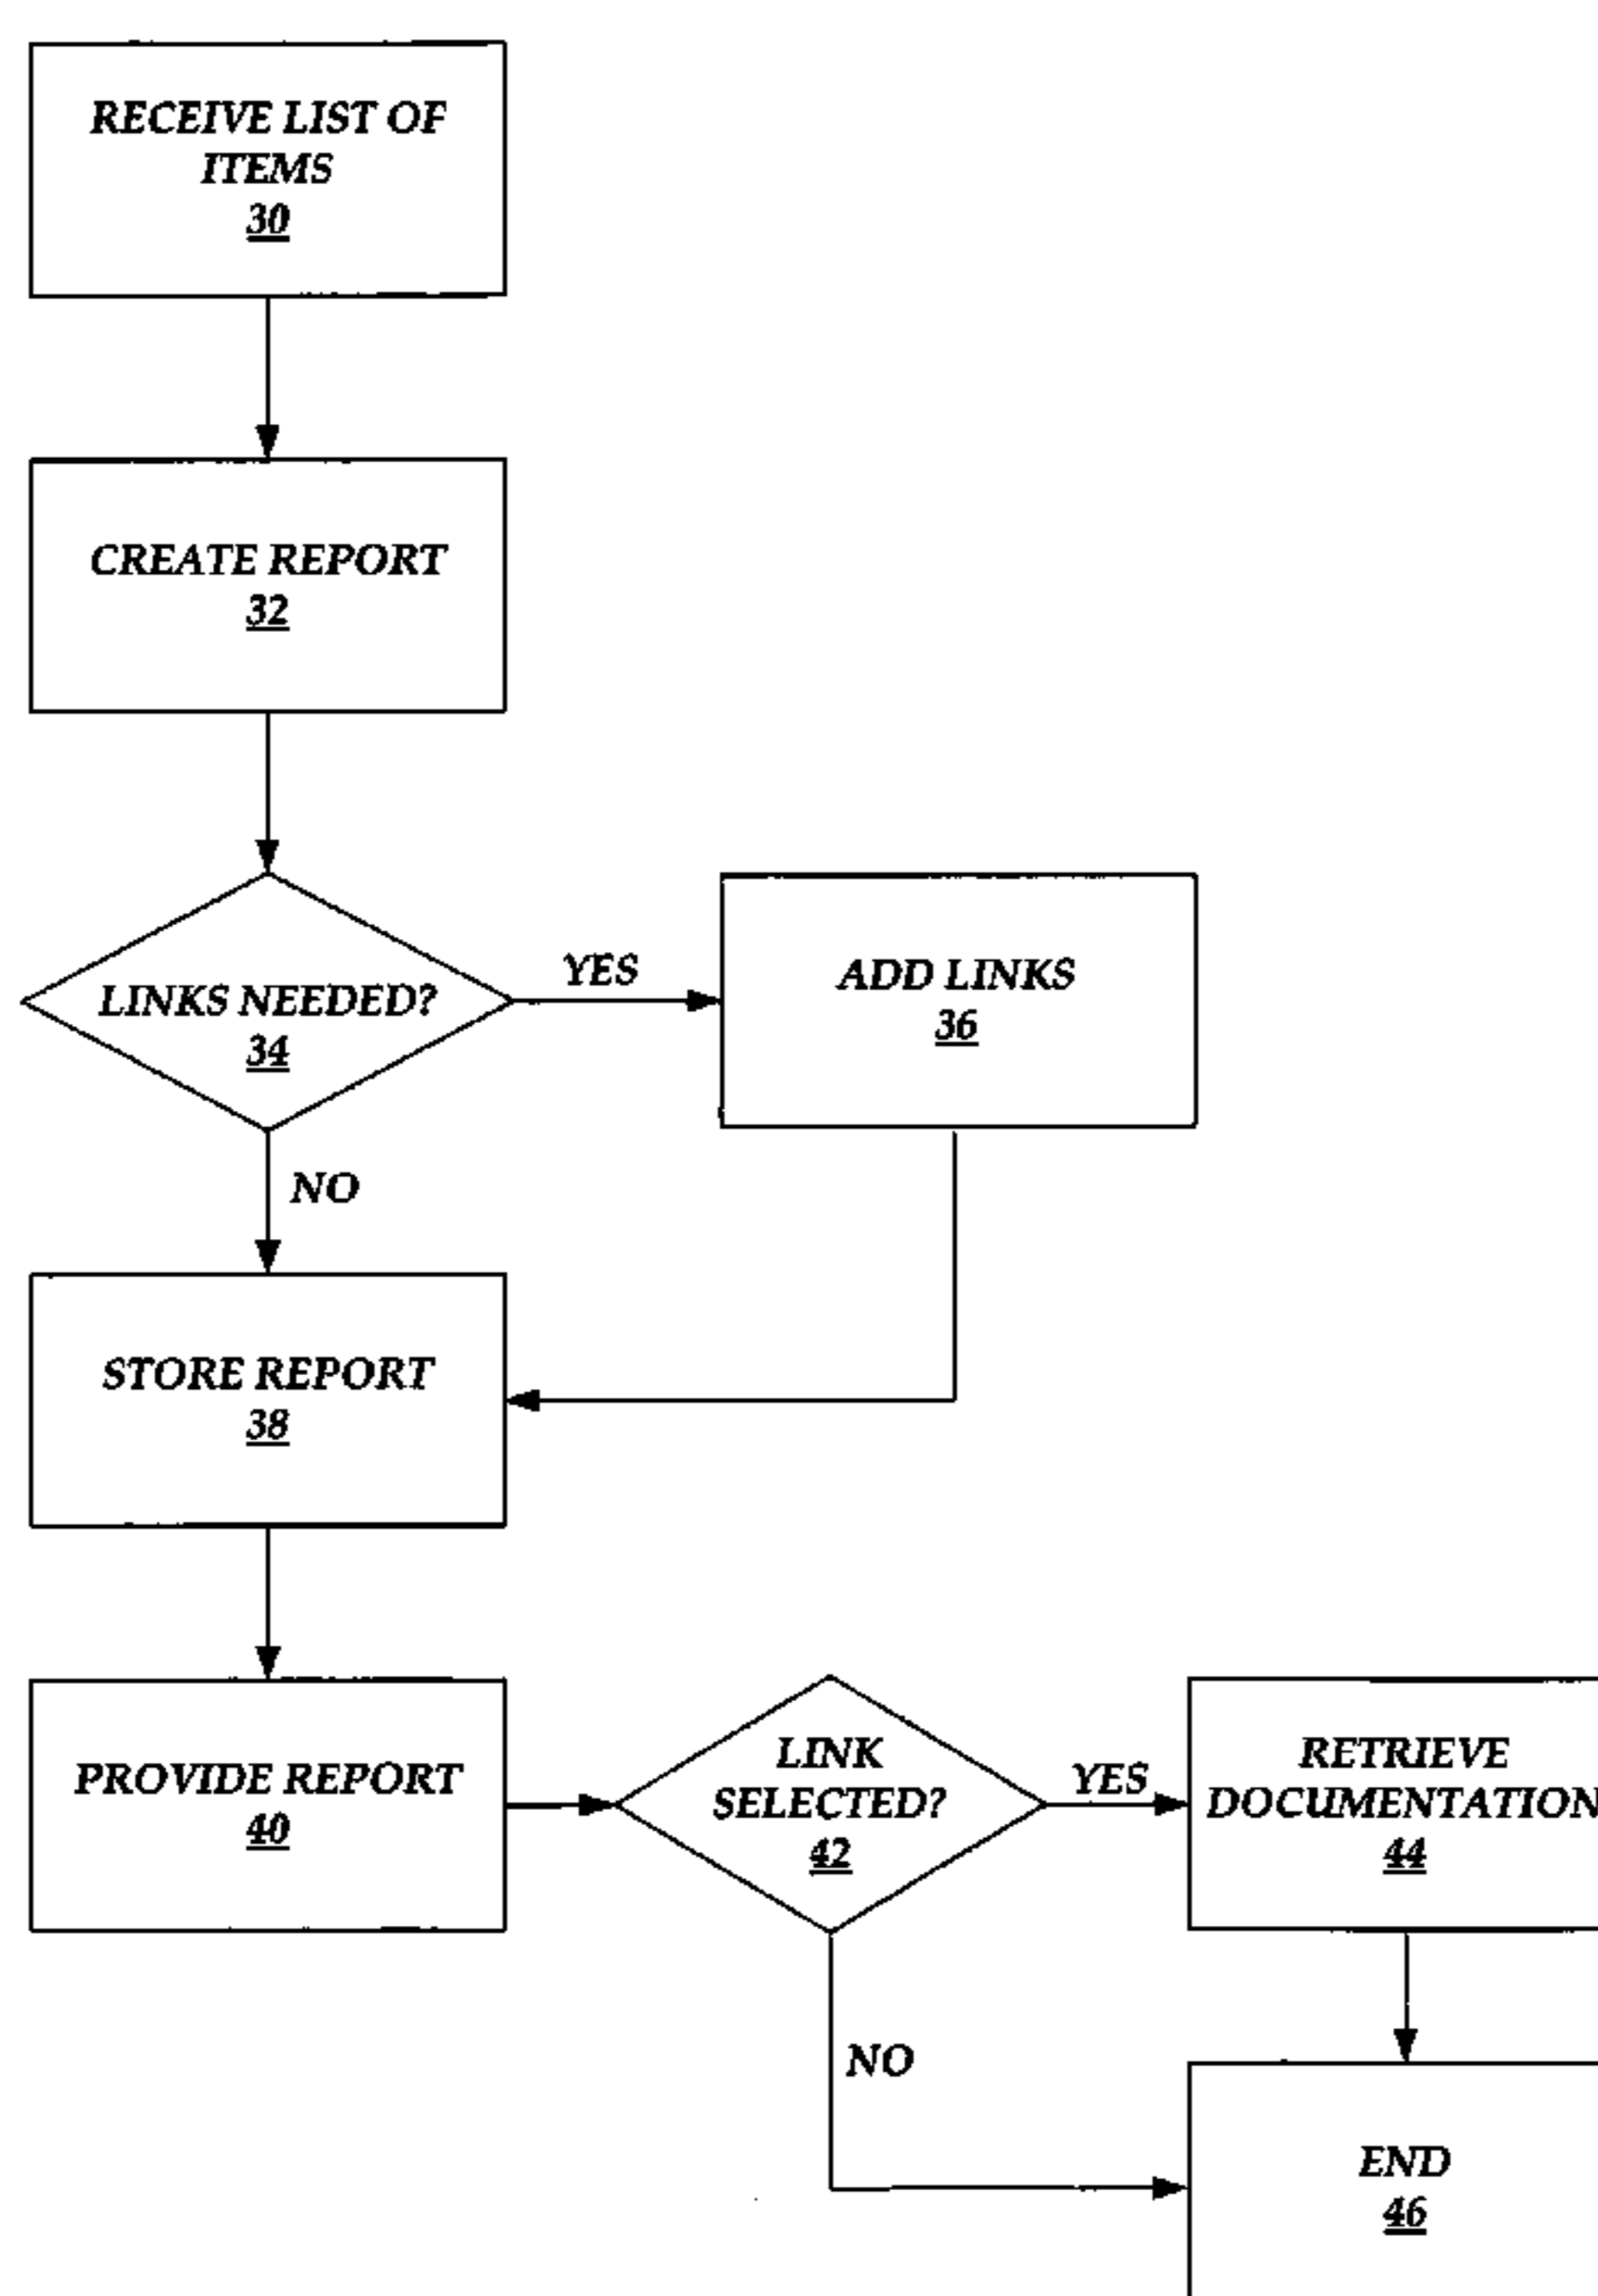 RECEIVE LIST OF
ITEMS
30
CREATE REPORT
32
LINKS NEEDED?
34
YES
ADD LINKS
36
NO
STORE REPORT
38
PROVIDE REPORT
40
LINK
SELECTED?
42
YES
RETRIEVE
DOCUMENTATION
44
NO
END
46